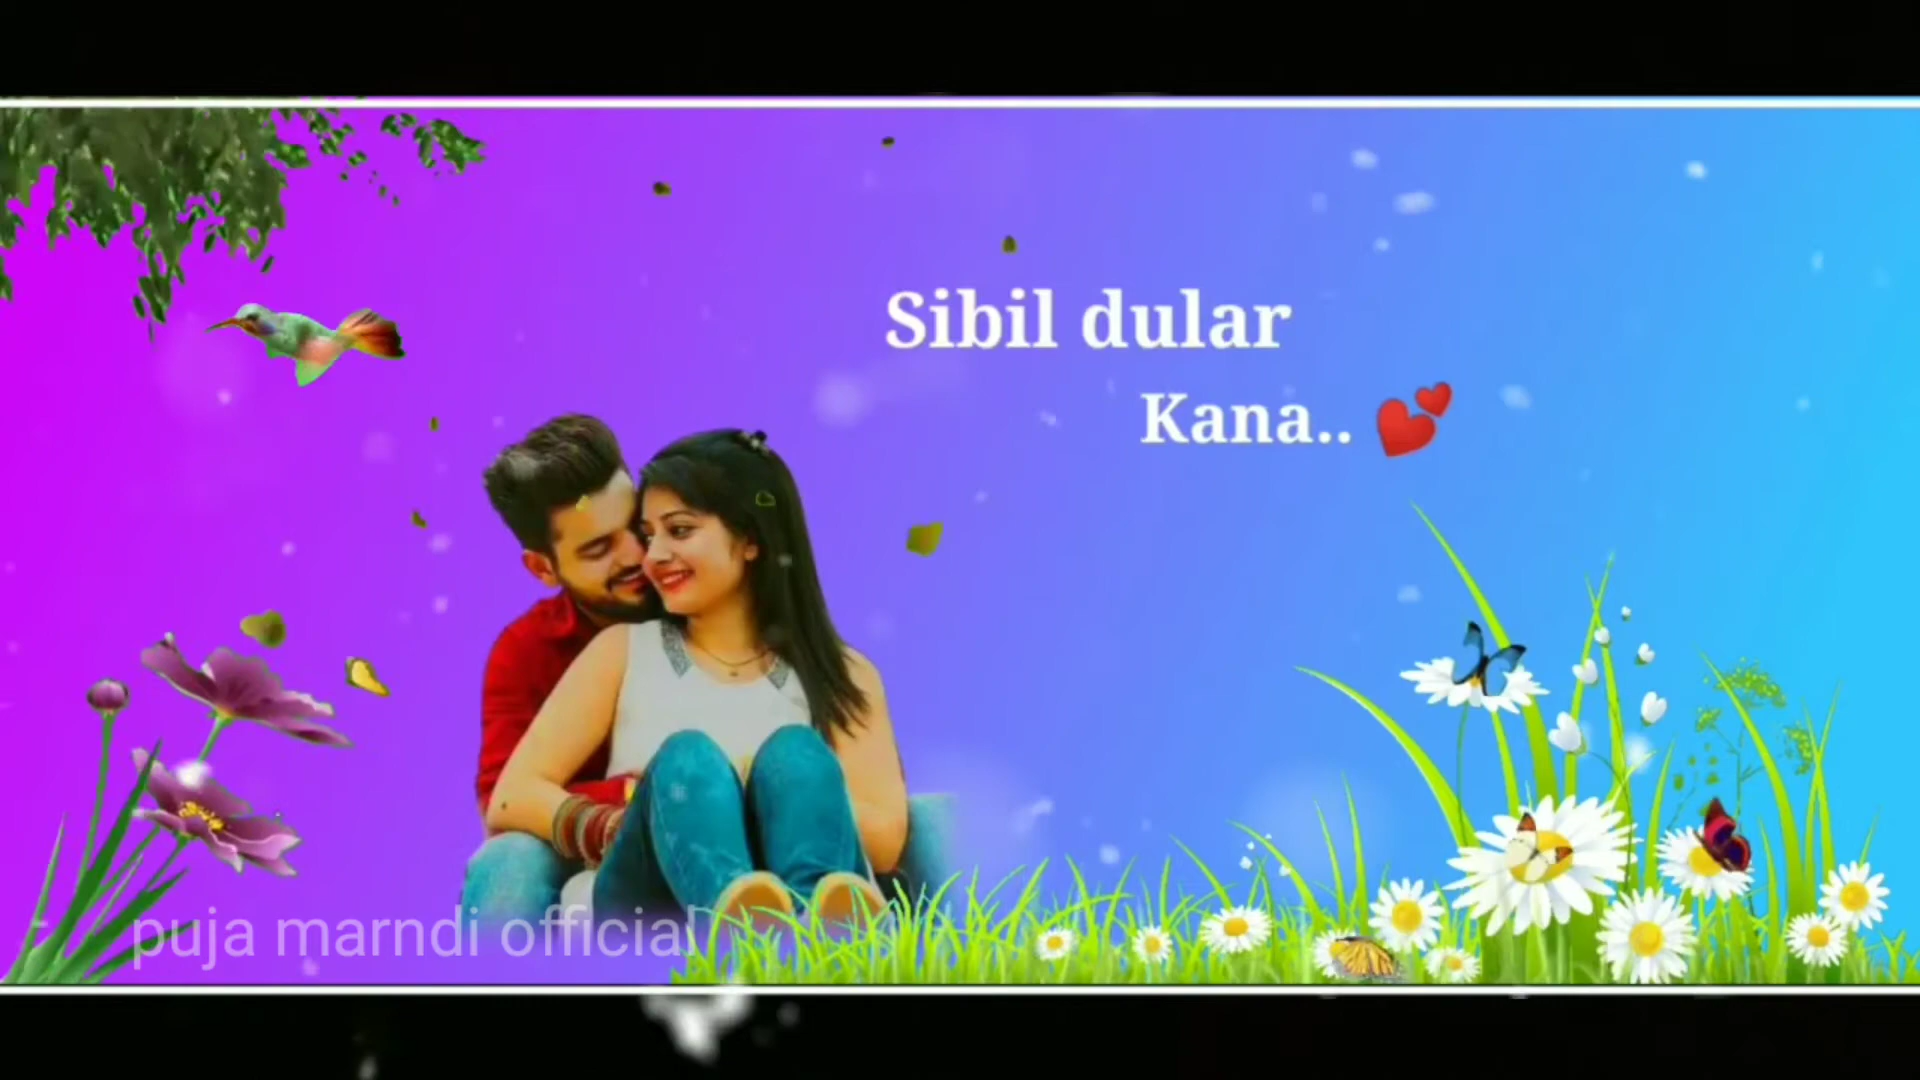 Sibil dular
Kana.. 💕
puja marndi official